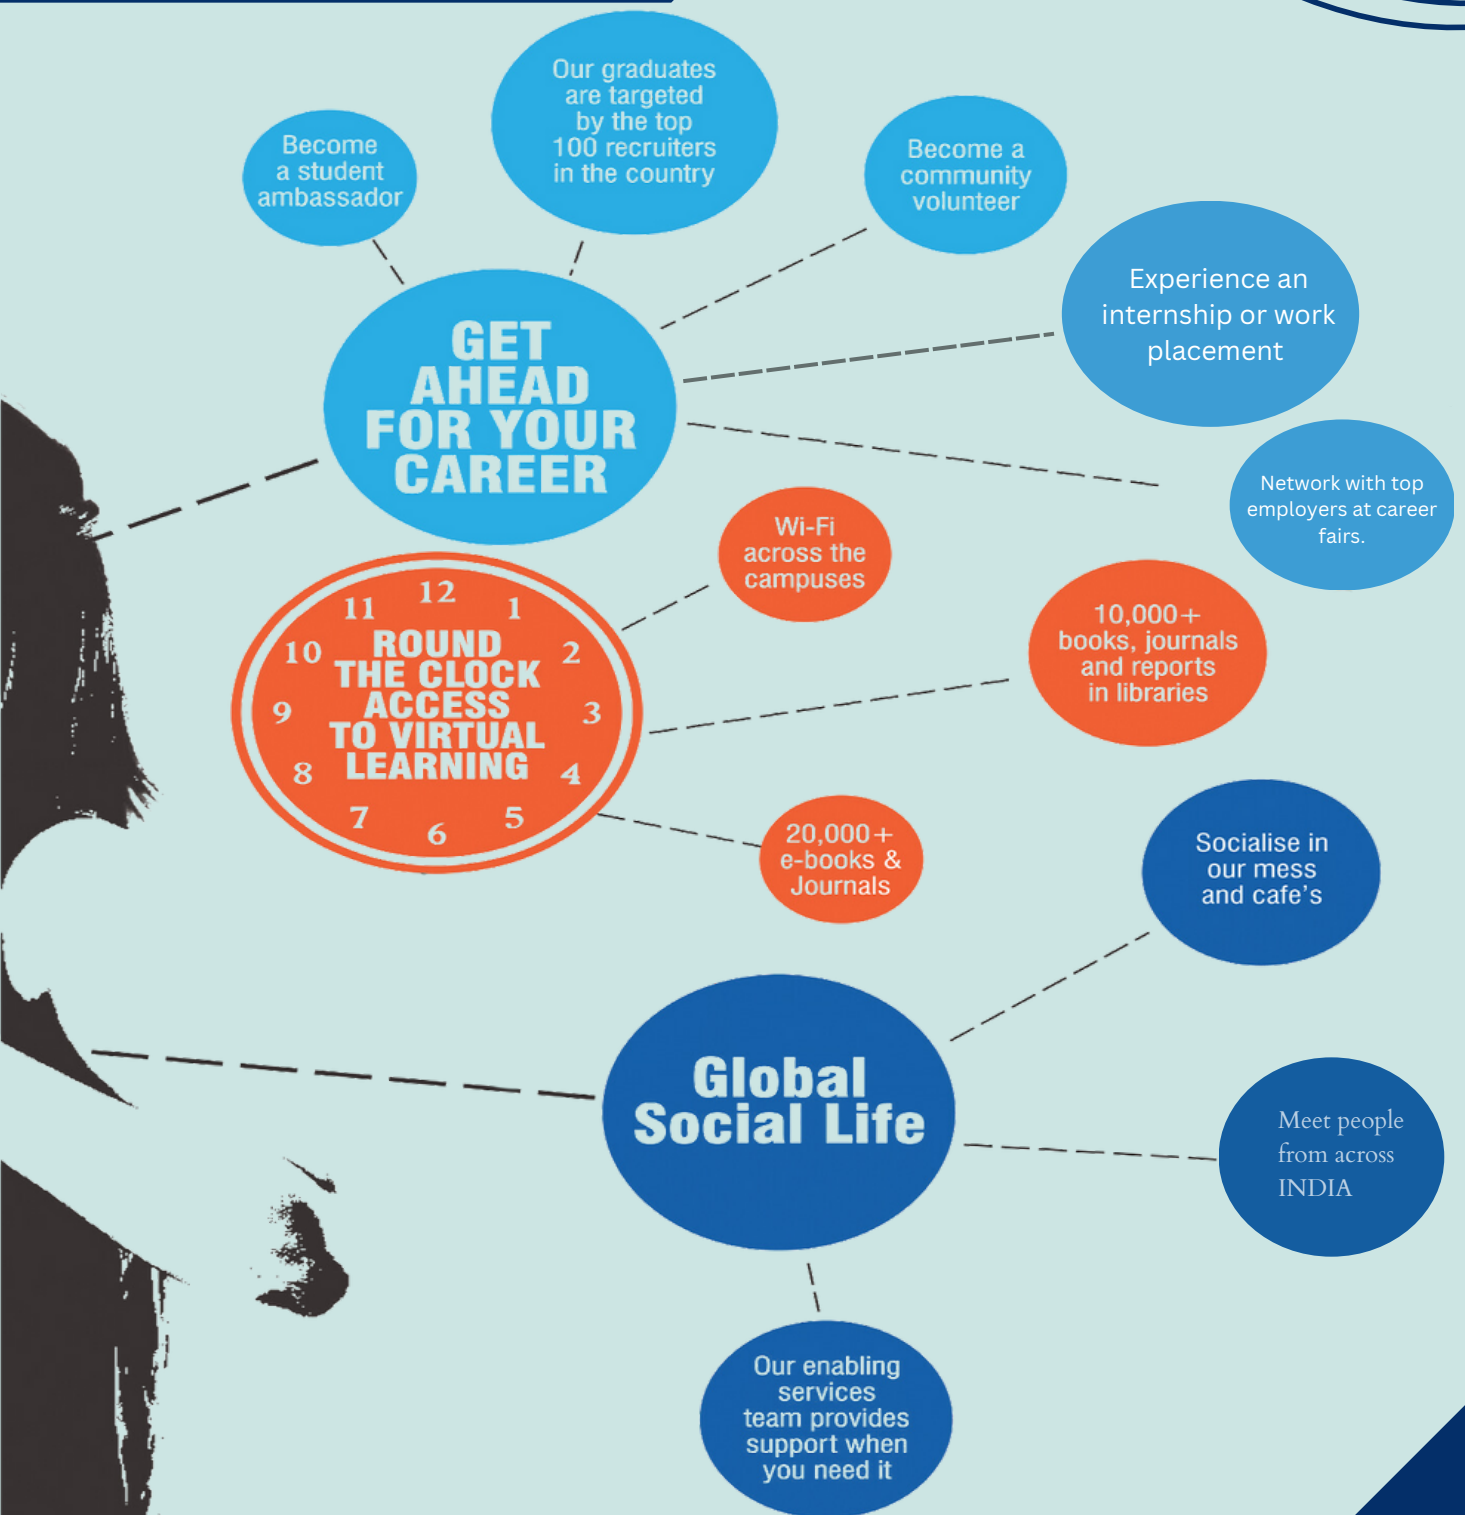 Our graduates
are targeted
by the top
100 recruiters
in the country
Become
a student
ambassador
Become a
community
volunteer
Experience an
internship or work
placement
GET
AHEAD
FOR YOUR
CAREER
Network with top
employers at career
fairs.
Wi-Fi
across the
campuses
12
11
1
10
2
9
3
8
4
7
5
6
ROUND
THE CLOCK
ACCESS
TO VIRTUAL
LEARNING
10,000+
books, journals
and reports
in libraries
20,000+
e-books &
Journals
Socialise in
our mess
and cafe's
Global
Social Life
Meet people
from across
INDIA
Our enabling
services
team provides
support when
you need it